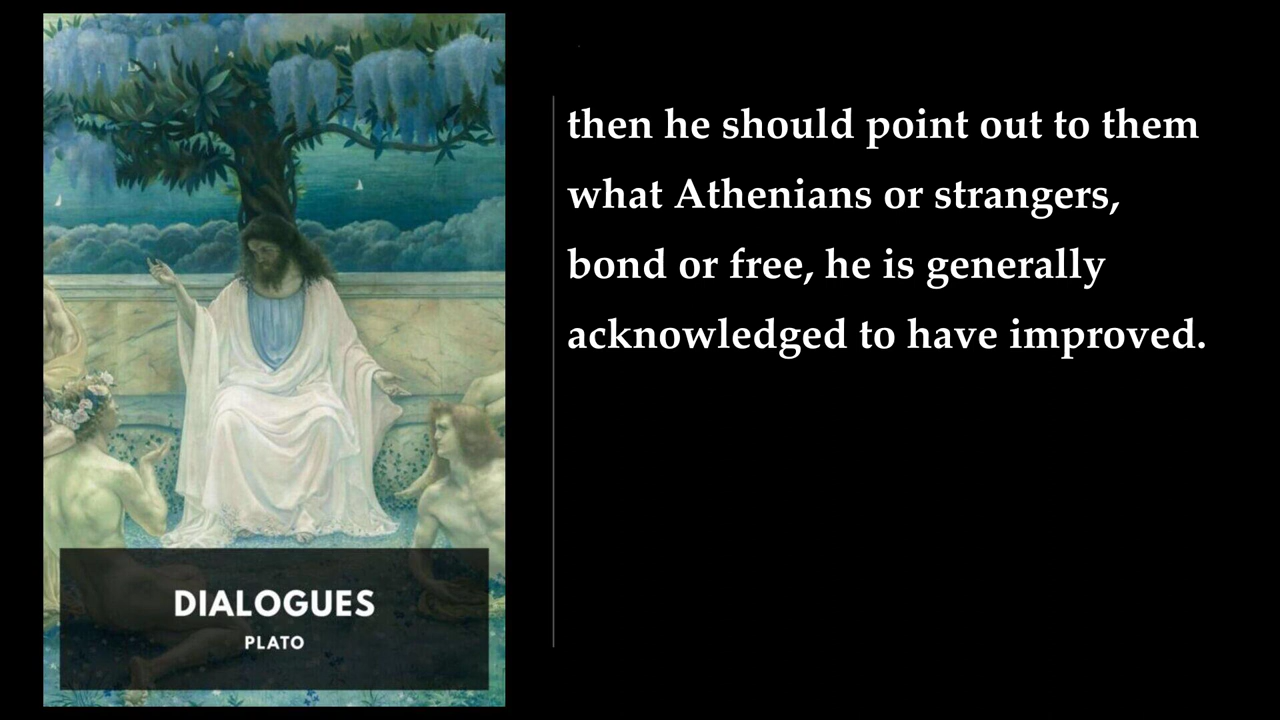 then he should point out to them
what Athenians or strangers,
bond or free, he is generally
acknowledged to have improved.
DIALOGUES
PLATO